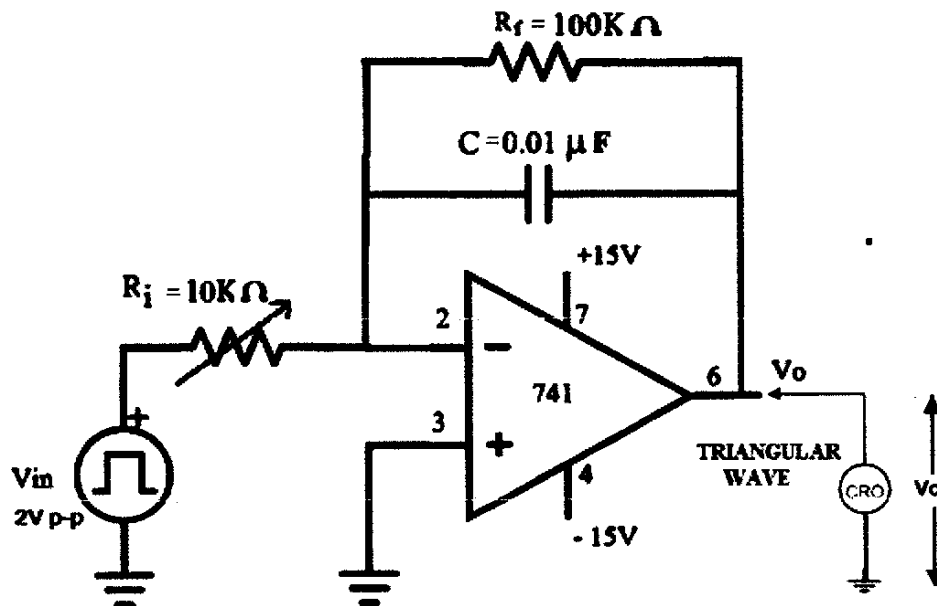 Rf = 100K Ω
C =0.01 μF
+15V
Ri = 10K Ω
2
7
-
741
6
Vo
3
+
+
4
TRIANGULAR
WAVE
Vin
2V p-p
CRO
Vo
- 15V